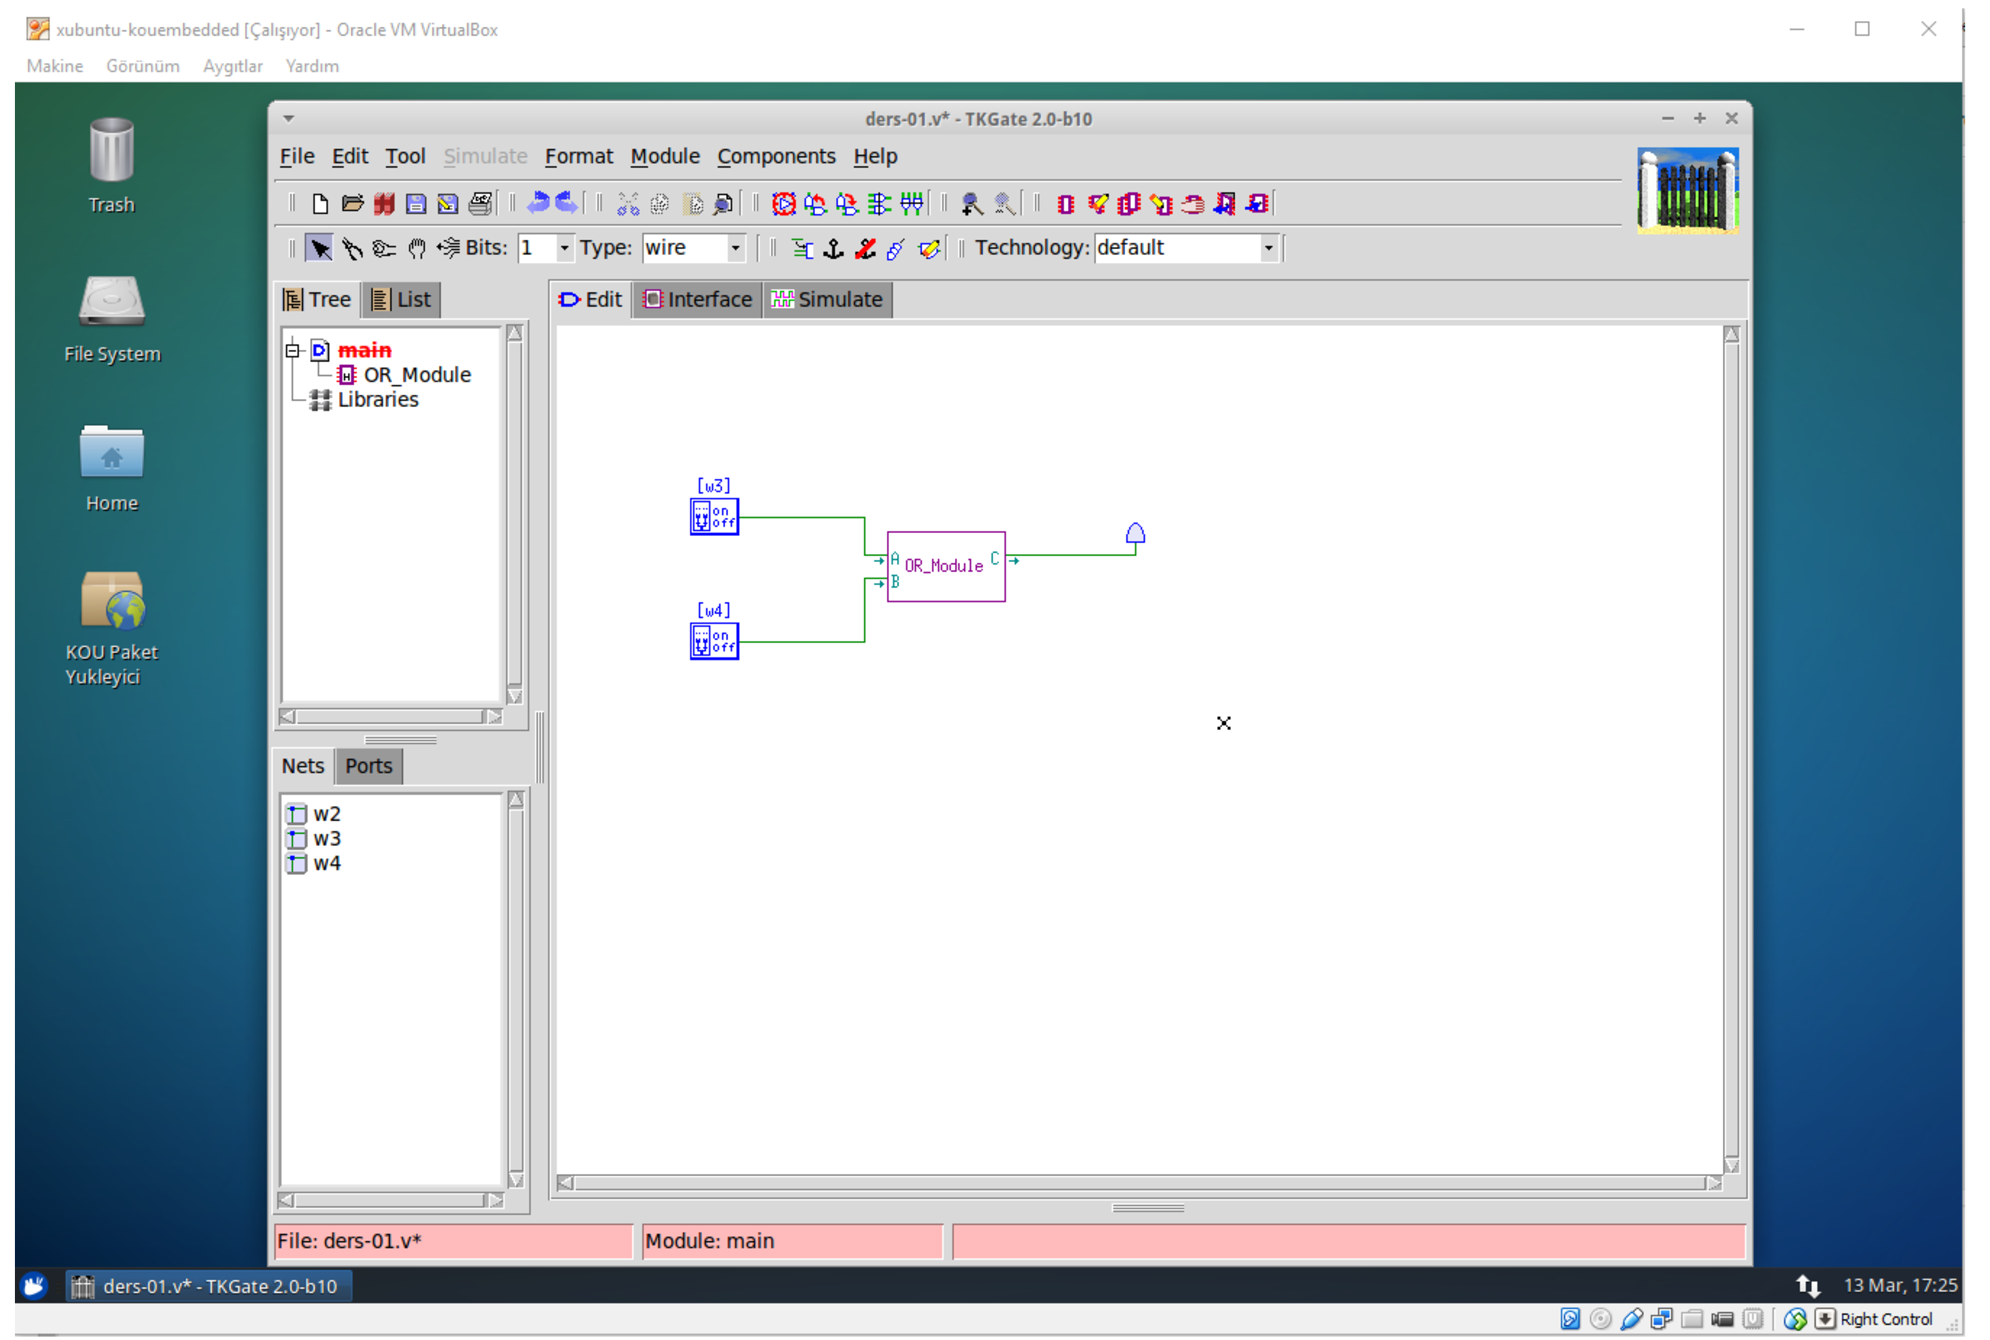 xubuntu-kouembedded [Çalışıyor] - Oracle VM VirtualBox
Makine Görünüm Aygıtlar Yardım
ders-01.v* - TKGate 2.0-b10
File Edit Tool Simulate Format Module Components Help
Bits: 1 Type: wire Technology: default
Tree List Edit Interface Simulate
main
OR_Module
Libraries
Trash
File System
Home
KOU Paket
Yukleyici
[w3]
on
off
A OR_Module C
B
[w4]
on
off
Nets Ports
w2
w3
w4
File: ders-01.v* Module: main
ders-01.v* - TKGate 2.0-b10 13 Mar, 17:25
Right Control